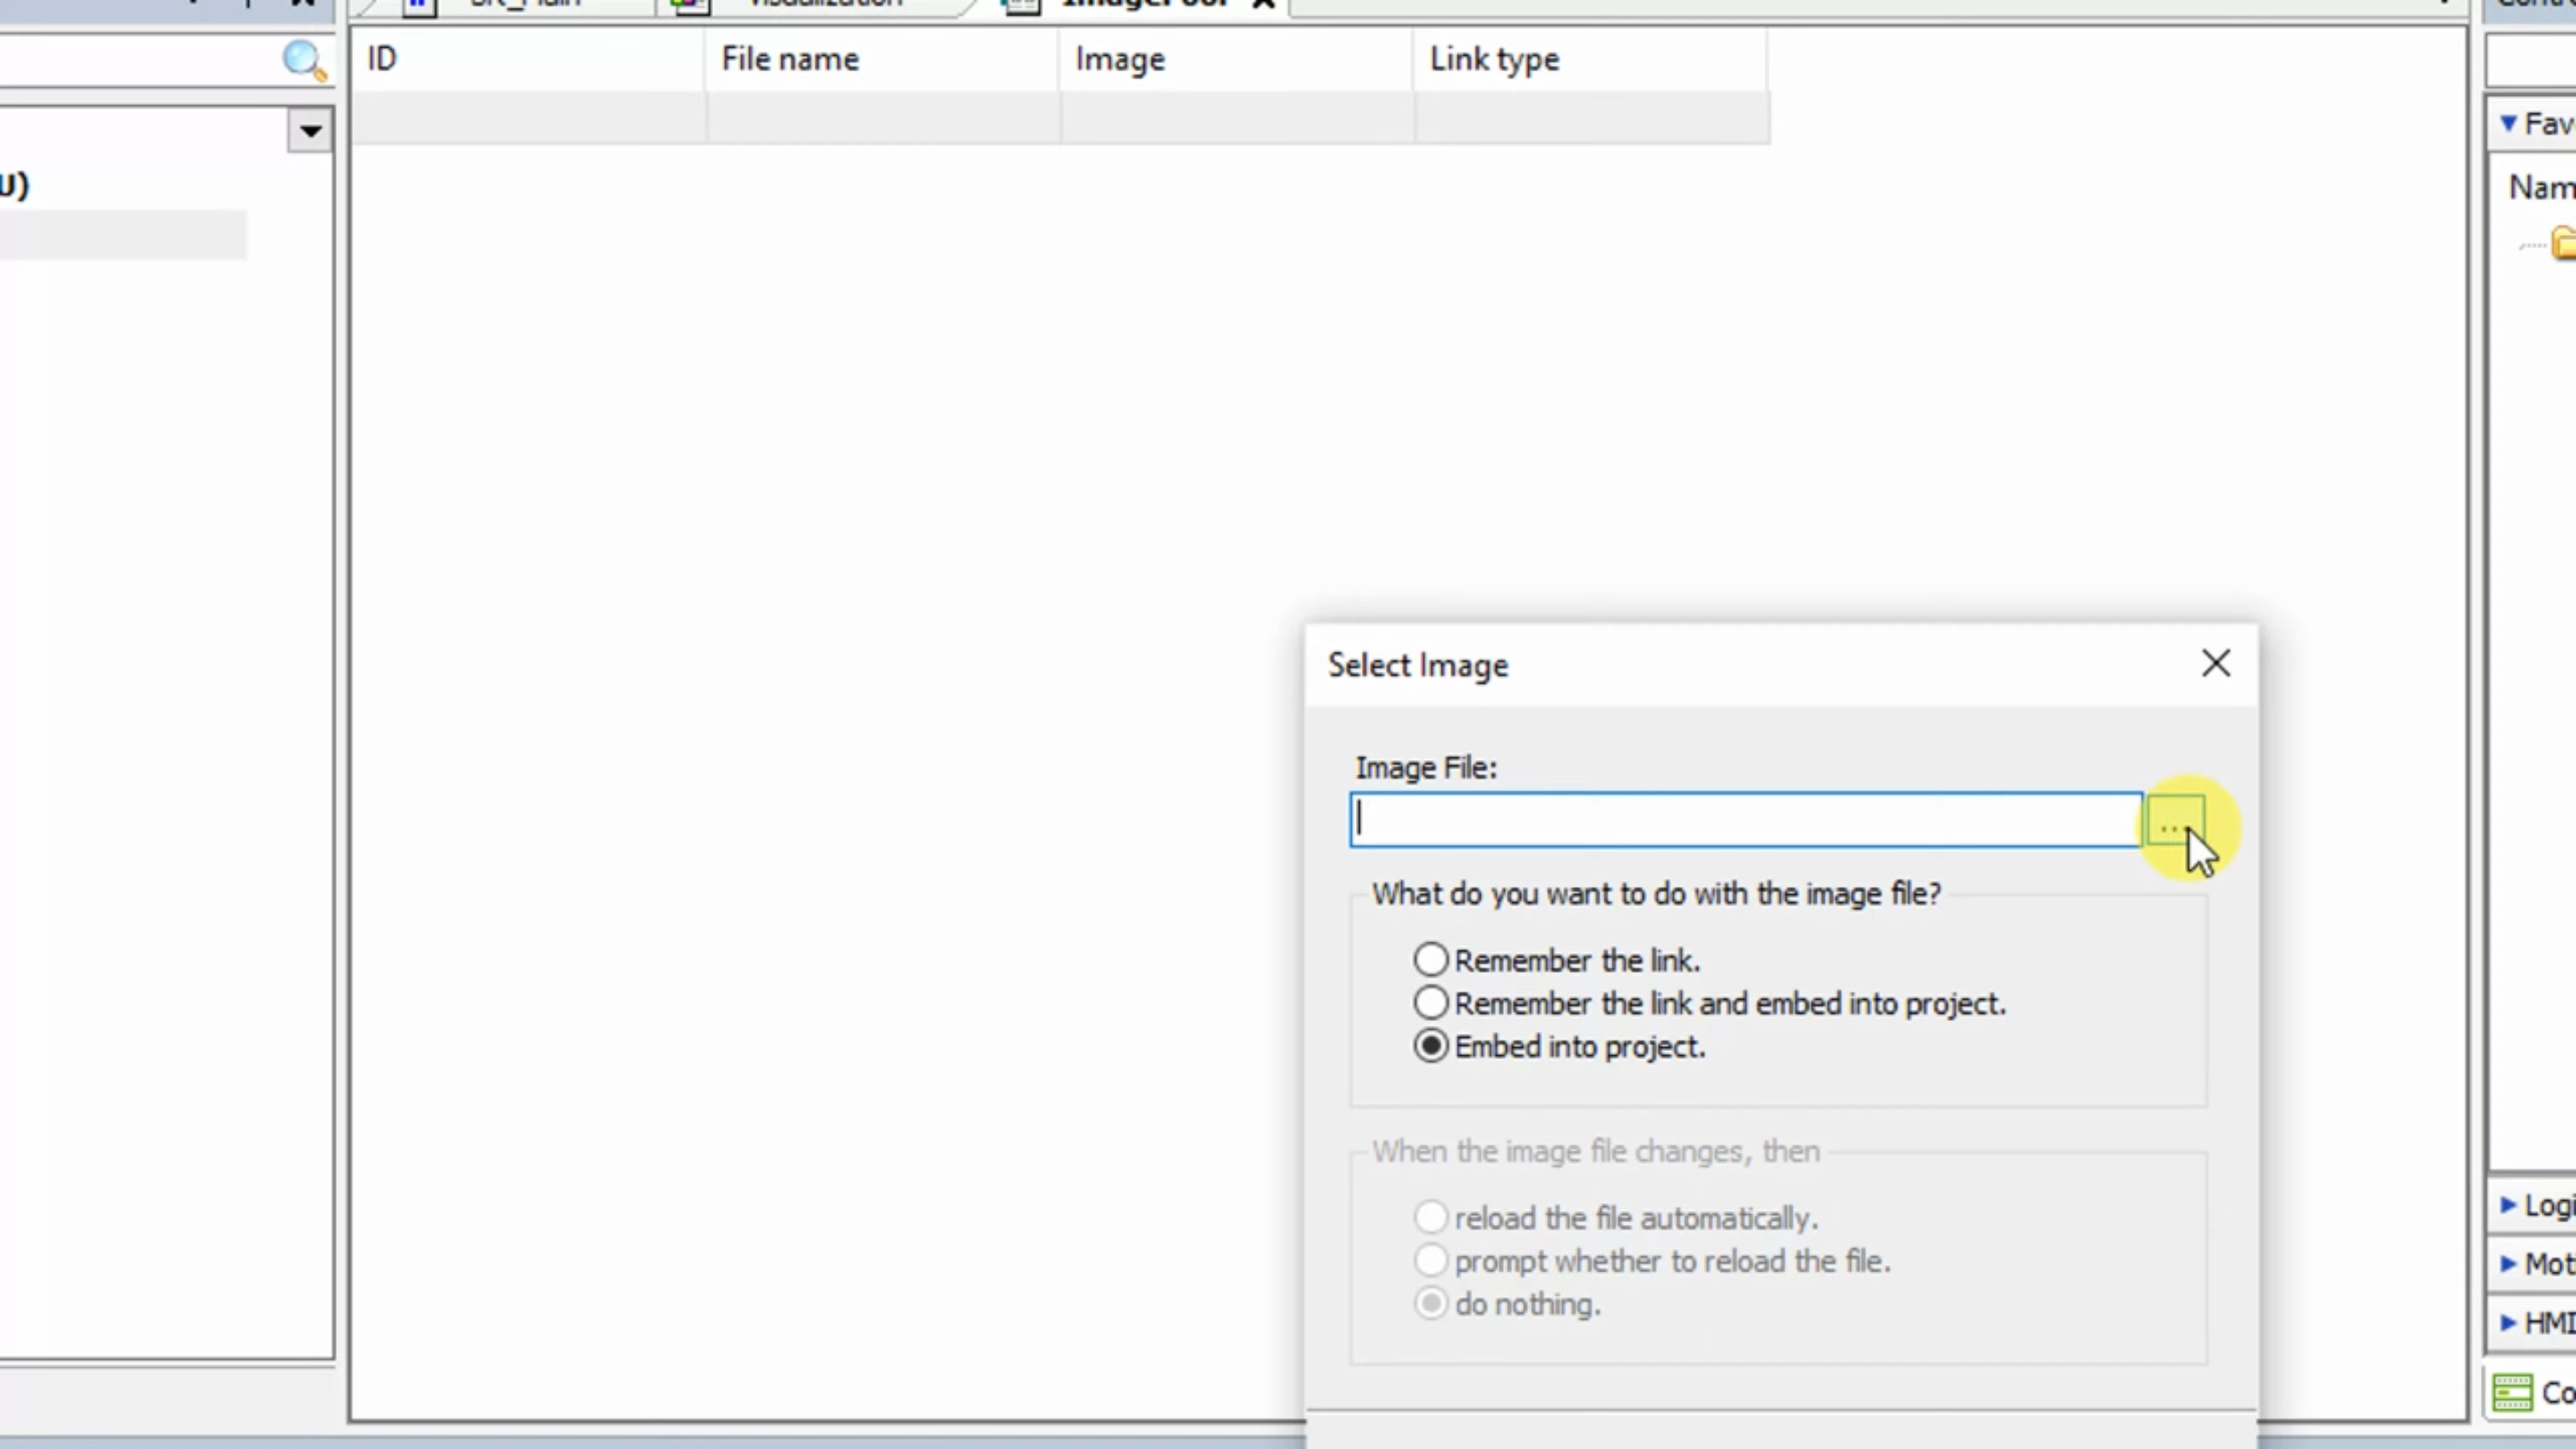 ID File name Image Link type
U)
Fav
Nam
Select Image
Image File:
...
What do you want to do with the image file?
Remember the link.
Remember the link and embed into project.
Embed into project.
When the image file changes, then
reload the file automatically.
prompt whether to reload the file.
do nothing.
Logi
Mot
HMI
Co